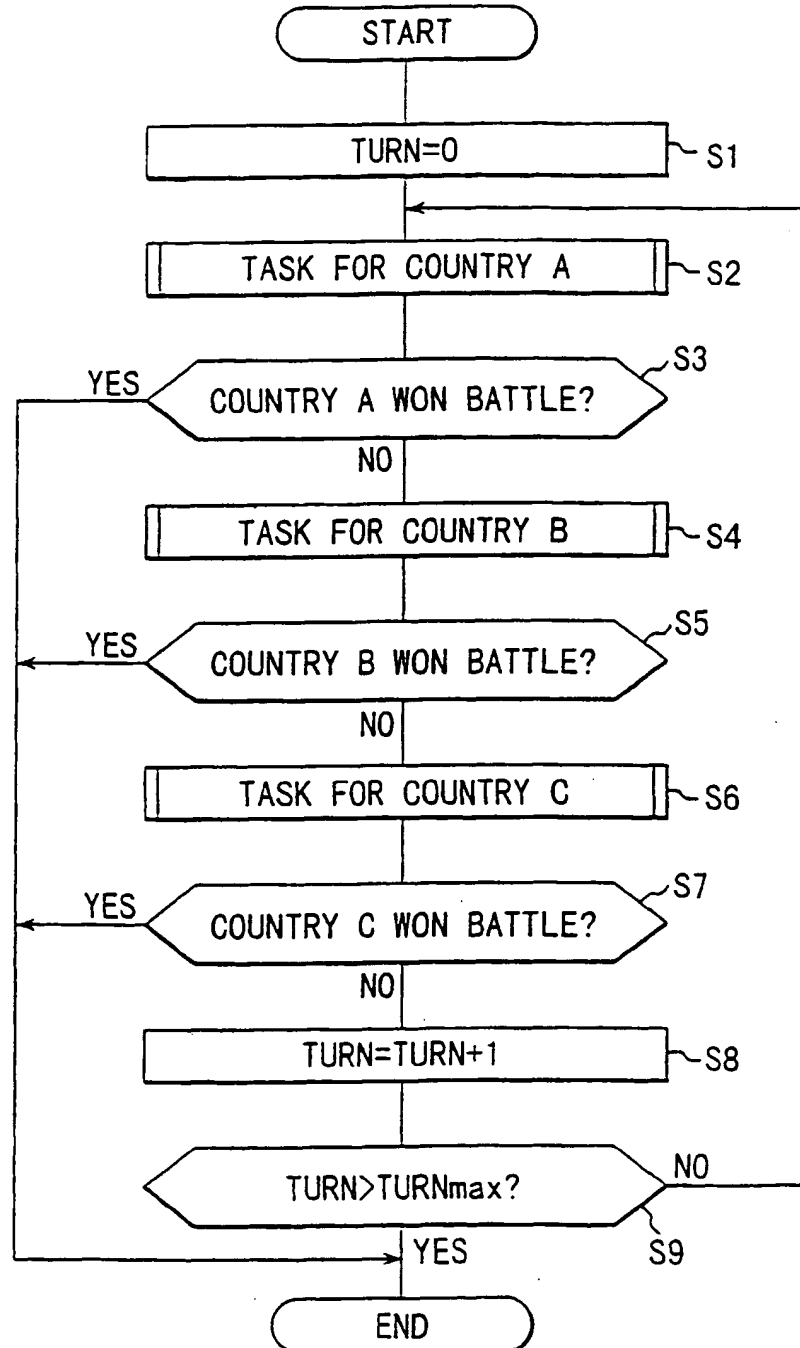 START
TURN=0
S1
TASK FOR COUNTRY A
S2
S3
YES
COUNTRY A WON BATTLE?
NO
TASK FOR COUNTRY B
S4
S5
YES
COUNTRY B WON BATTLE?
NO
TASK FOR COUNTRY C
S6
S7
YES
COUNTRY C WON BATTLE?
NO
TURN=TURN+1
S8
NO
TURN>TURNmax?
S9
YES
END